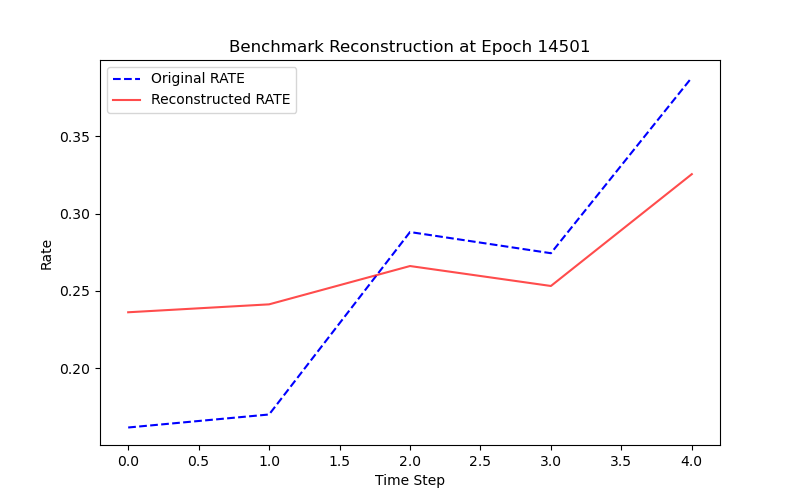 Benchmark Reconstruction at Epoch 14501
Original RATE
Reconstructed RATE
0.35
0.30
0.25
0.20
Rate
0.0 0.5 1.0 1.5 2.0 2.5 3.0 3.5 4.0
Time Step